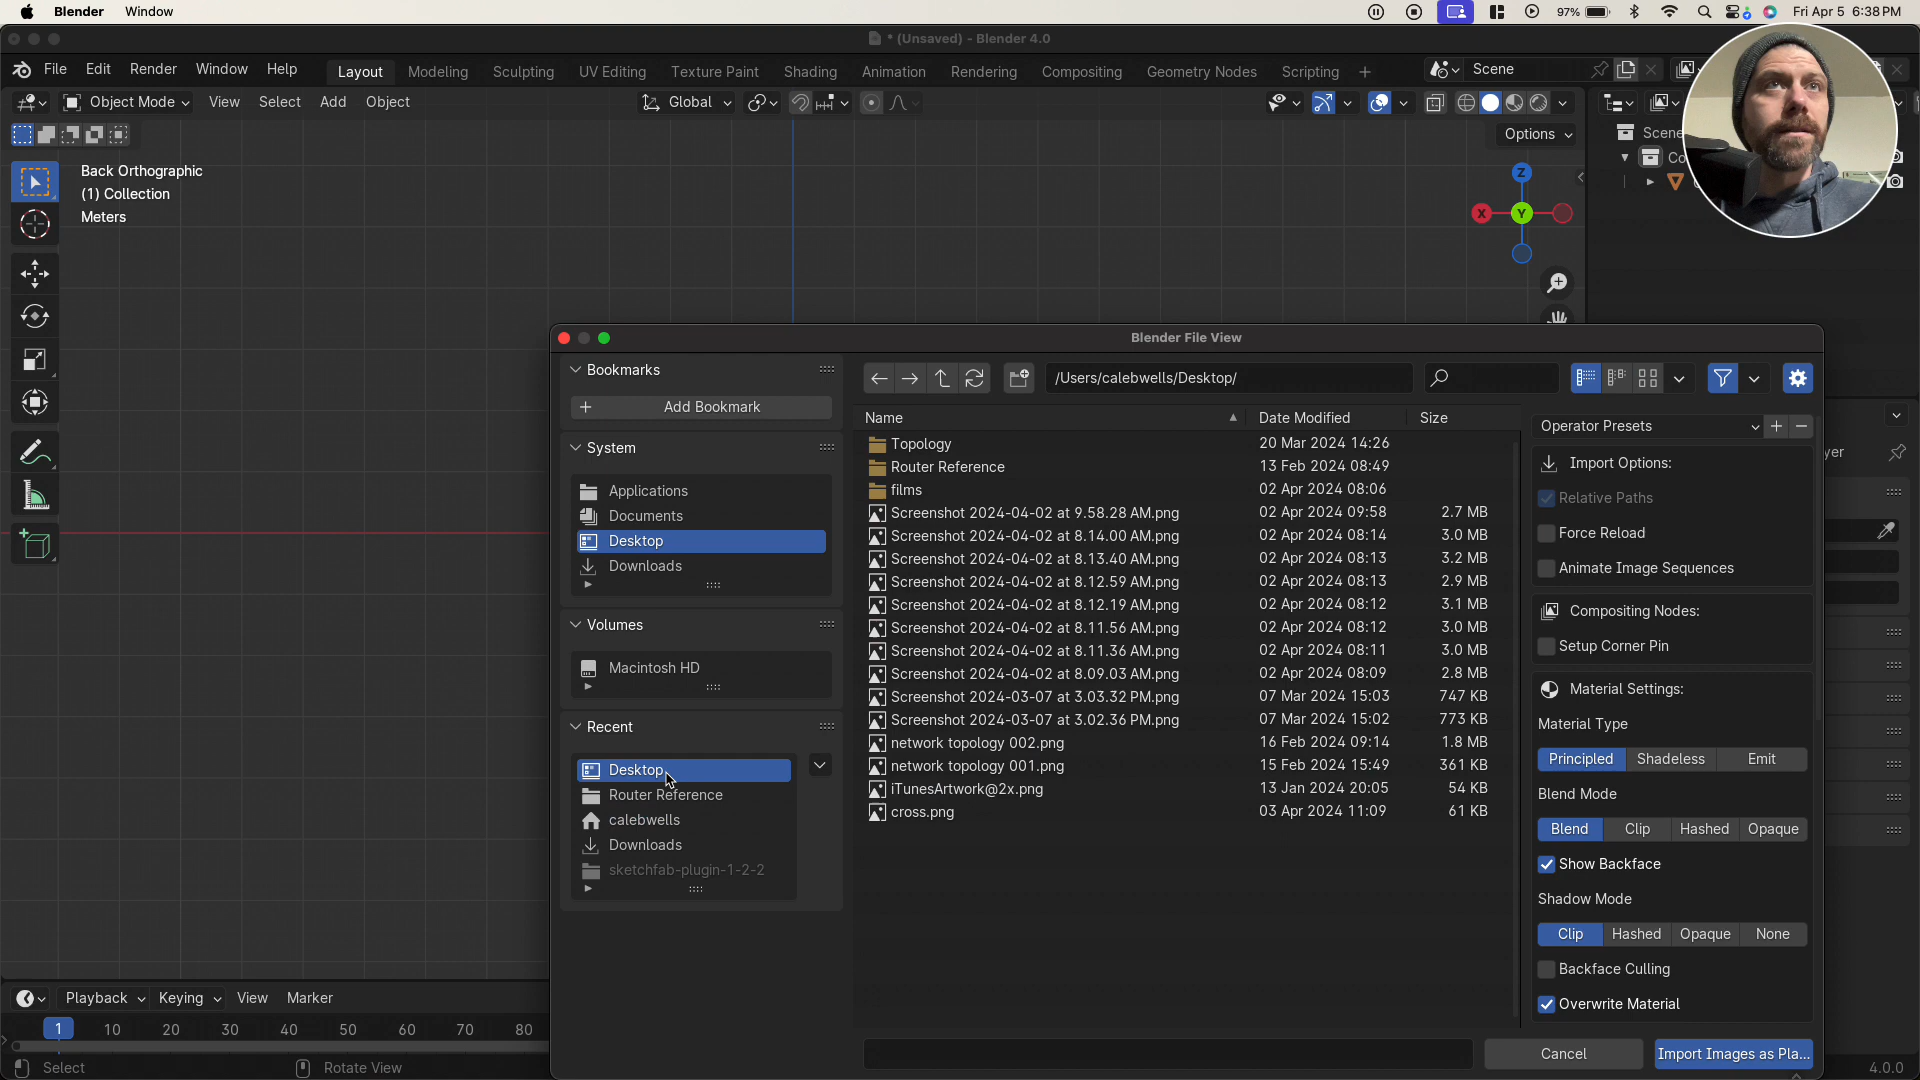 Blender Window 97% Fri Apr 5 6:38 PM
* (Unsaved) - Blender 4.0
File Edit Render Window Help Layout Modeling Sculpting UV Editing Texture Paint Shading Animation Rendering Compositing Geometry Nodes Scripting + Scene
Object Mode View Select Add Object Global
Options
Scene
Co
Back Orthographic
(1) Collection
Meters
Z
X Y
Blender File View
Bookmarks
Add Bookmark
System
Applications
Documents
Desktop
Downloads
Volumes
Macintosh HD
Recent
Desktop
Router Reference
calebwells
Downloads
sketchfab-plugin-1-2-2
/Users/calebwells/Desktop/
Name Date Modified Size
Topology 20 Mar 2024 14:26
Router Reference 13 Feb 2024 08:49
films 02 Apr 2024 08:06
Screenshot 2024-04-02 at 9.58.28 AM.png 02 Apr 2024 09:58 2.7 MB
Screenshot 2024-04-02 at 8.14.00 AM.png 02 Apr 2024 08:14 3.0 MB
Screenshot 2024-04-02 at 8.13.40 AM.png 02 Apr 2024 08:13 3.2 MB
Screenshot 2024-04-02 at 8.12.59 AM.png 02 Apr 2024 08:13 2.9 MB
Screenshot 2024-04-02 at 8.12.19 AM.png 02 Apr 2024 08:12 3.1 MB
Screenshot 2024-04-02 at 8.11.56 AM.png 02 Apr 2024 08:12 3.0 MB
Screenshot 2024-04-02 at 8.11.36 AM.png 02 Apr 2024 08:11 3.0 MB
Screenshot 2024-04-02 at 8.09.03 AM.png 02 Apr 2024 08:09 2.8 MB
Screenshot 2024-03-07 at 3.03.32 PM.png 07 Mar 2024 15:03 747 KB
Screenshot 2024-03-07 at 3.02.36 PM.png 07 Mar 2024 15:02 773 KB
network topology 002.png 16 Feb 2024 09:14 1.8 MB
network topology 001.png 15 Feb 2024 15:49 361 KB
iTunesArtwork@2x.png 13 Jan 2024 20:05 54 KB
cross.png 03 Apr 2024 11:09 61 KB
Operator Presets
Import Options:
Relative Paths
Force Reload
Animate Image Sequences
Compositing Nodes:
Setup Corner Pin
Material Settings:
Material Type
Principled Shadeless Emit
Blend Mode
Blend Clip Hashed Opaque
Show Backface
Shadow Mode
Clip Hashed Opaque None
Backface Culling
Overwrite Material
Cancel Import Images as Pla...
yer
Playback Keying View Marker
1 10 20 30 40 50 60 70 80
Select Rotate View 4.0.0